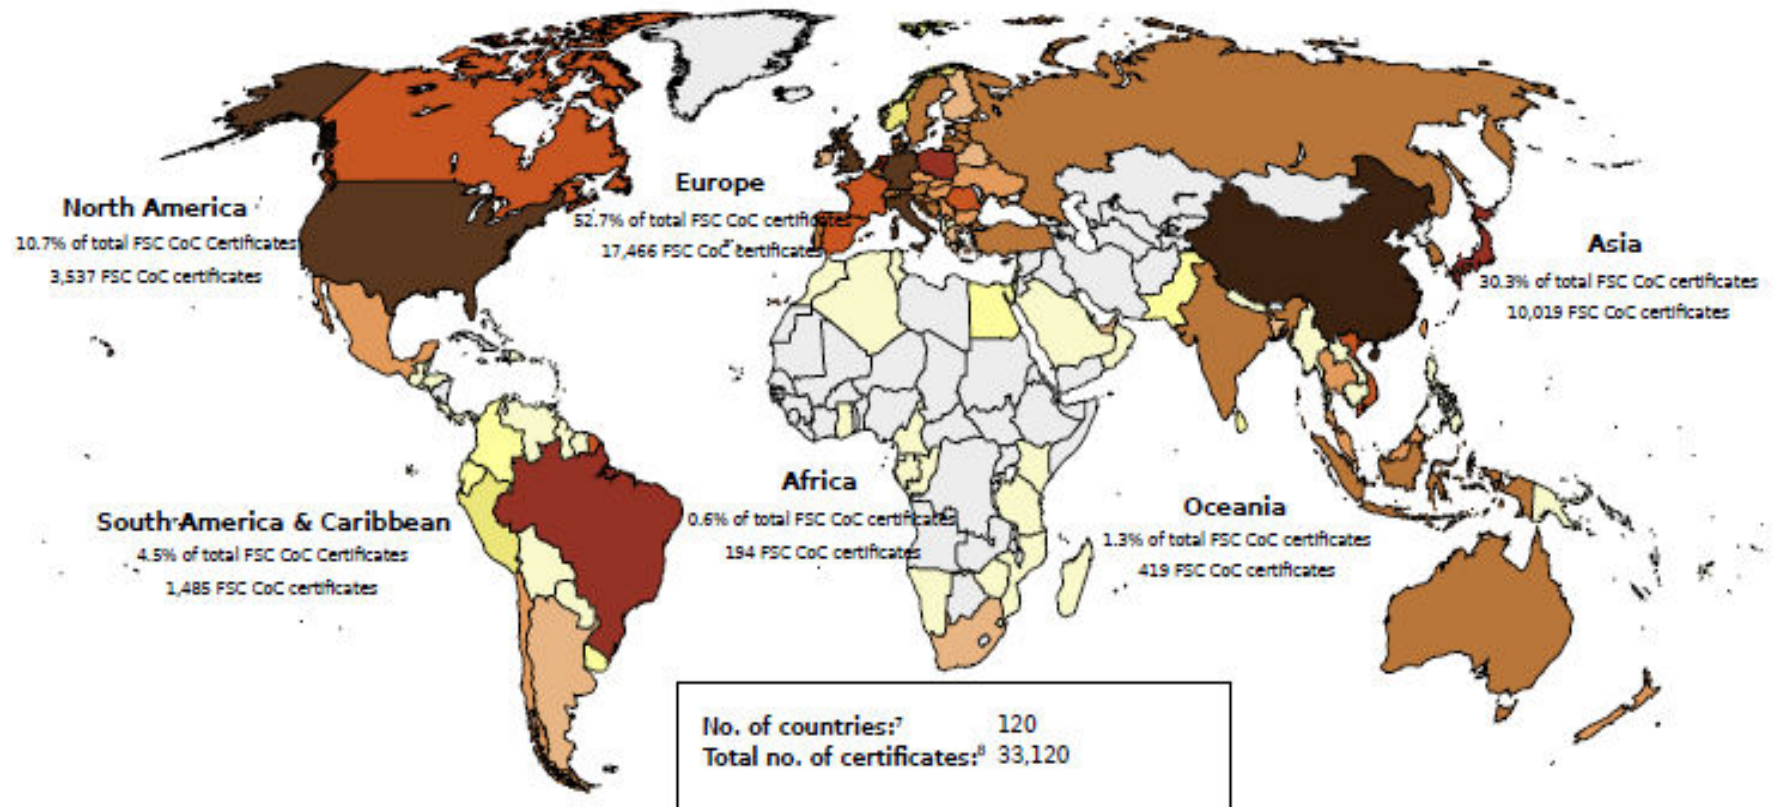 North America
10.7% of total FSC CoC Certificates
3,537 FSC CoC certificates
Europe
52.7% of total FSC CoC certificates
17,466 FSC CoC certificates
Asia
30.3% of total FSC CoC certificates
10,019 FSC CoC certificates
South America & Caribbean
4.5% of total FSC CoC Certificates
1,485 FSC CoC certificates
Africa
0.6% of total FSC CoC certificates
194 FSC CoC certificates
Oceania
1.3% of total FSC CoC certificates
419 FSC CoC certificates
No. of countries:⁷ 120
Total no. of certificates:⁸ 33,120